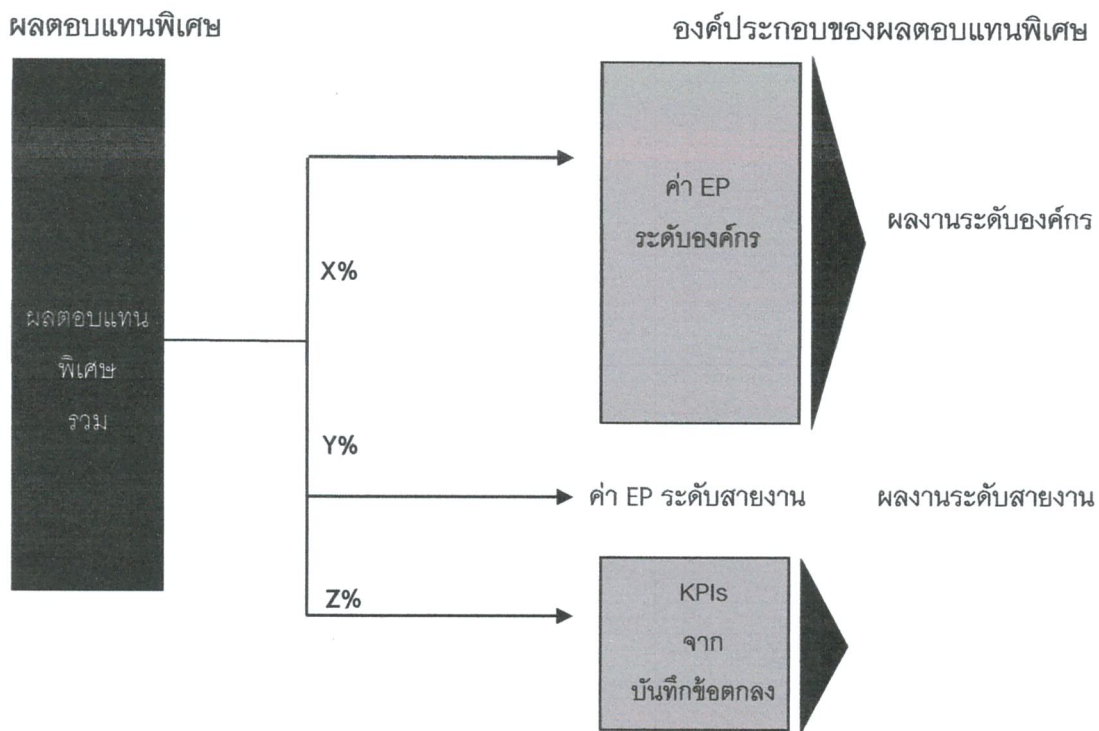 ผลตอบแทนพิเศษ
องค์ประกอบของผลตอบแทนพิเศษ
ผลตอบแทน
พิเศษ
รวม
X%
Y%
Z%
ค่า EP
ระดับองค์กร
ผลงานระดับองค์กร
ค่า EP ระดับสายงาน
ผลงานระดับสายงาน
KPIs
จาก
บันทึกข้อตกลง